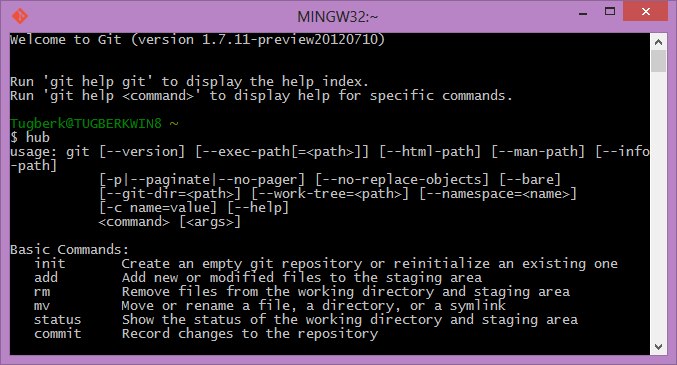 MINGW32:~
Welcome to Git (version 1.7.11-preview20120710)
Run 'git help git' to display the help index.
Run 'git help <command>' to display help for specific commands.
Tugberk@TUGBERKWIN8 ~
$ hub
usage: git [--version] [--exec-path[=<path>]] [--html-path] [--man-path] [--info
-path]
[-p|--paginate|--no-pager] [--no-replace-objects] [--bare]
[--git-dir=<path>] [--work-tree=<path>] [--namespace=<name>]
[-c name=value] [--help]
<command> [<args>]
Basic Commands:
init Create an empty git repository or reinitialize an existing one
add Add new or modified files to the staging area
rm Remove files from the working directory and staging area
mv Move or rename a file, a directory, or a symlink
status Show the status of the working directory and staging area
commit Record changes to the repository